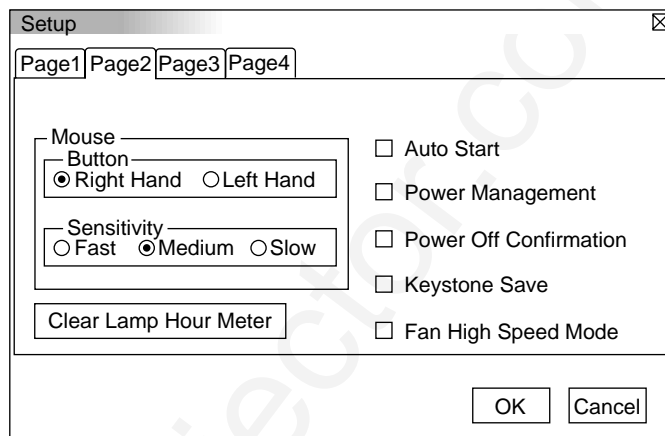 Setup
Page1 Page2 Page3 Page4
Mouse
Button
Right Hand Left Hand
Sensitivity
Fast Medium Slow
Clear Lamp Hour Meter
Auto Start
Power Management
Power Off Confirmation
Keystone Save
Fan High Speed Mode
OK Cancel